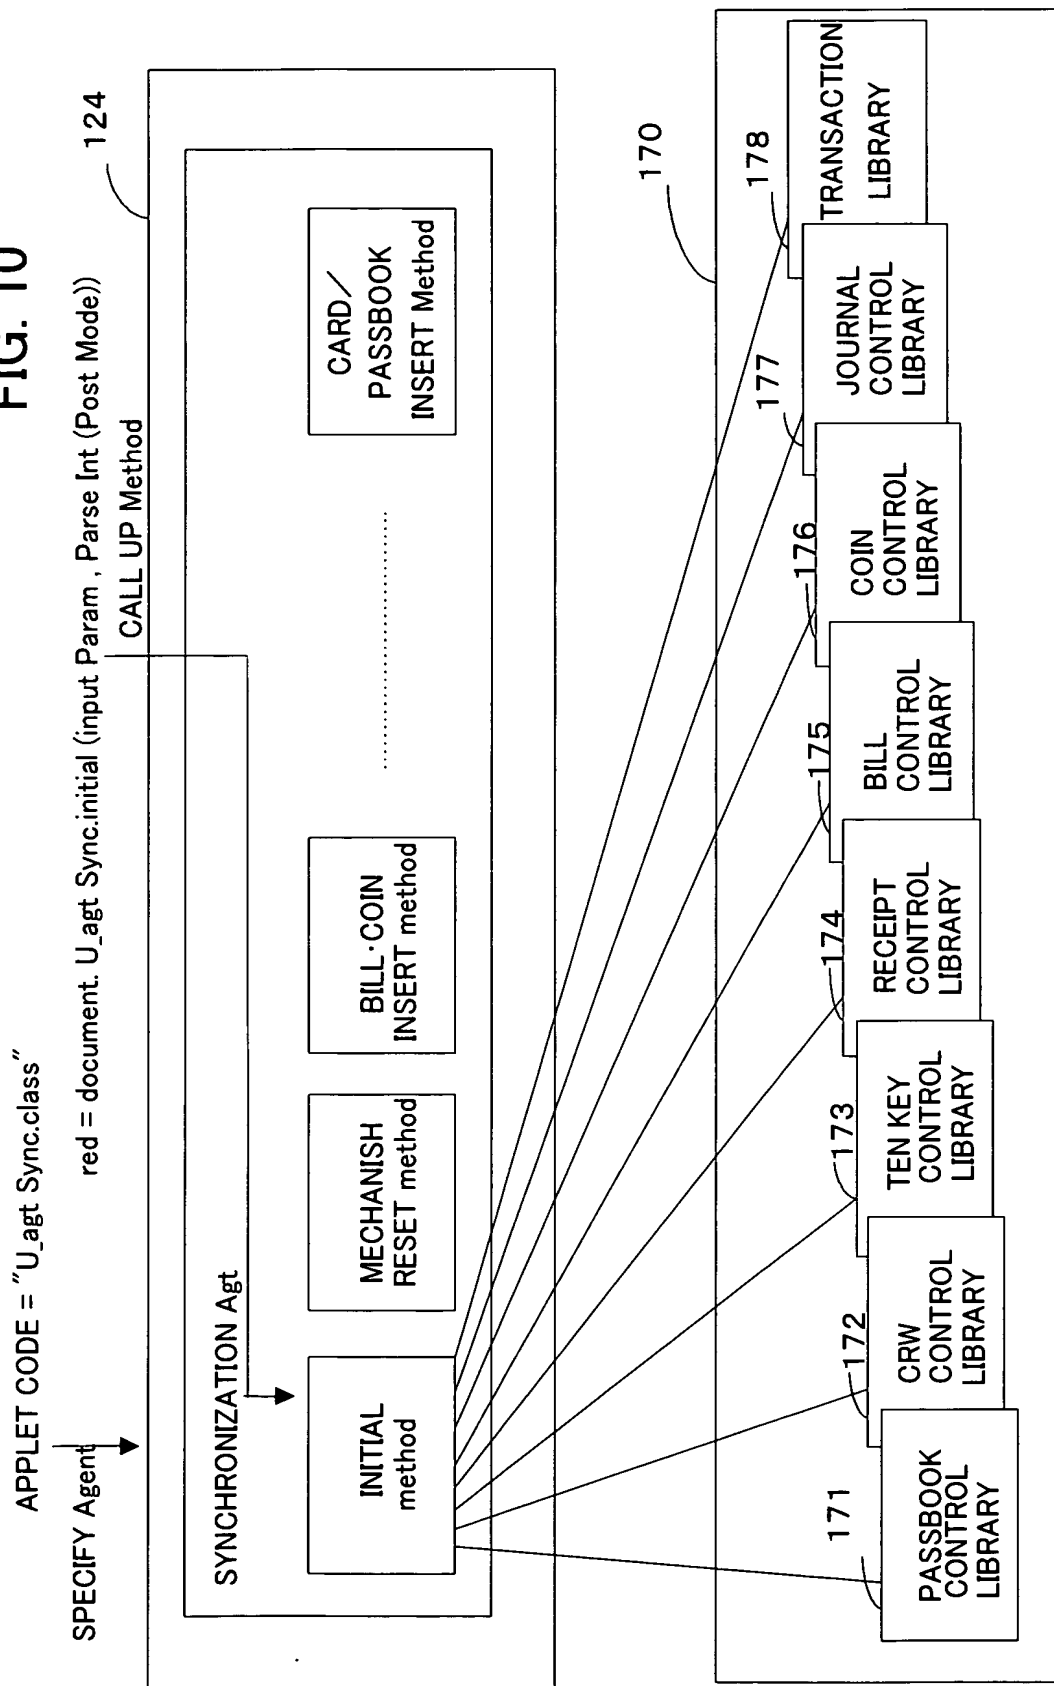 FIG. 10
APPLET CODE = "U_agt Sync.class"
SPECIFY Agent
red = document. U_agt Sync.initial (input Param , Parse Int (Post Mode))
CALL UP Method
124
SYNCHRONIZATION Agt
INITIAL
method
MECHANISH
RESET method
BILL·COIN
INSERT method
CARD/
PASSBOOK
INSERT Method
170
171
PASSBOOK
CONTROL
LIBRARY
172
CRW
CONTROL
LIBRARY
173
TEN KEY
CONTROL
LIBRARY
174
RECEIPT
CONTROL
LIBRARY
175
BILL
CONTROL
LIBRARY
176
COIN
CONTROL
LIBRARY
177
JOURNAL
CONTROL
LIBRARY
178
TRANSACTION
LIBRARY